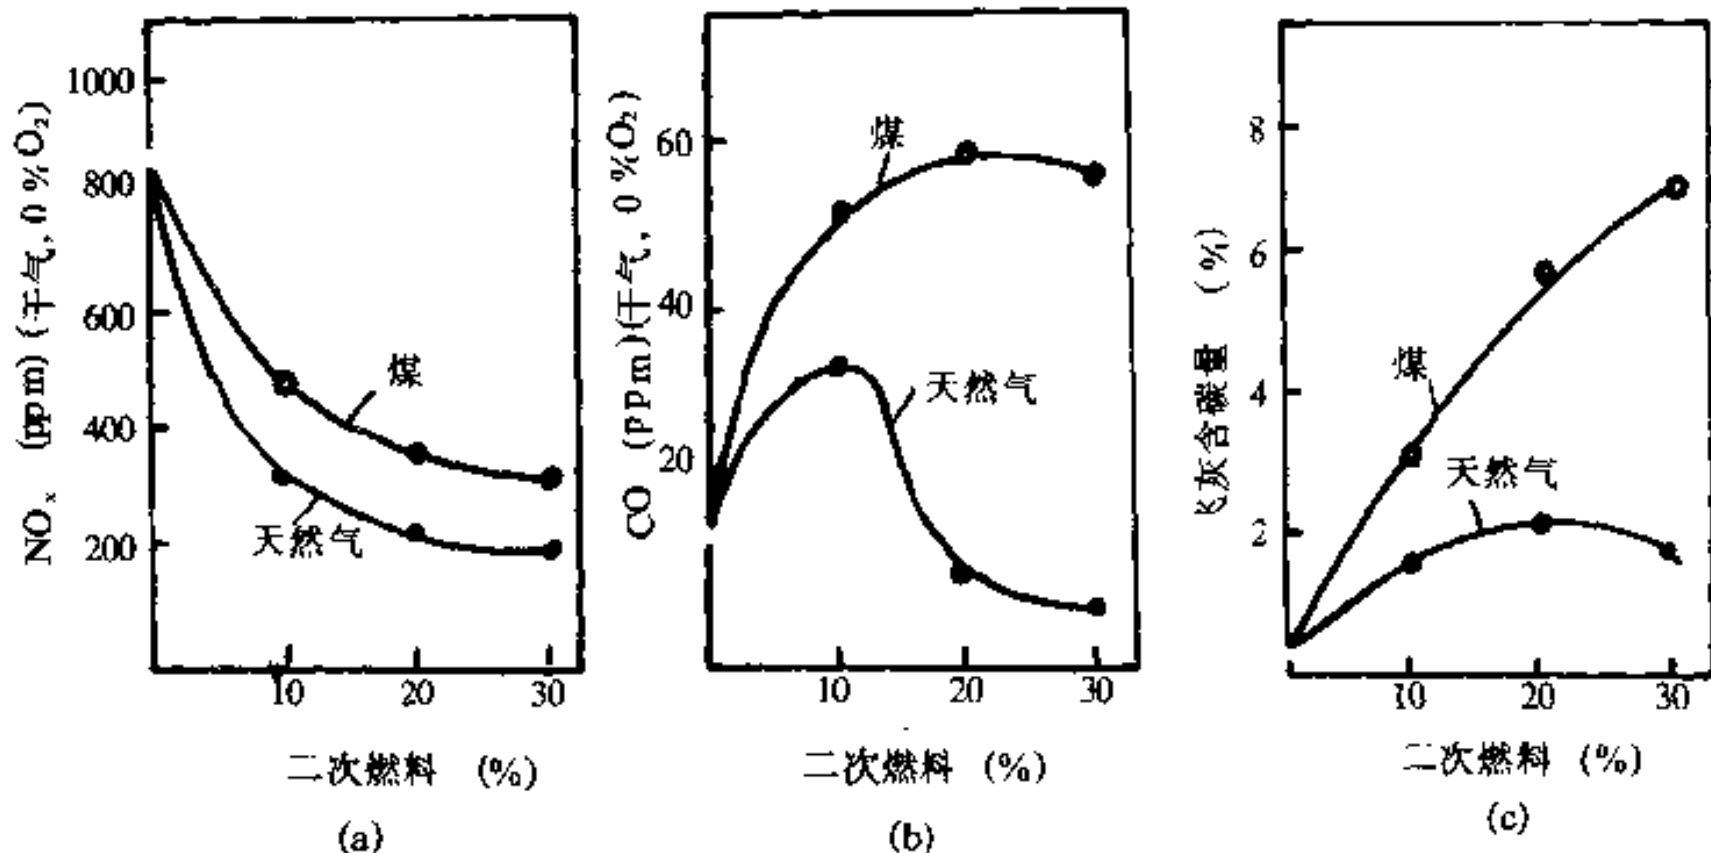 NOₓ (ppm) (干气, 0 %O₂)
1000
800
600
400
200
煤
天然气
10 20 30
二次燃料 (%)
(a)
CO (PPm)(干气, 0 %O₂)
60
40
20
煤
天然气
10 20 30
二次燃料 (%)
(b)
飞灰含碳量 (%)
8
6
4
2
煤
天然气
10 20 30
二次燃料 (%)
(c)